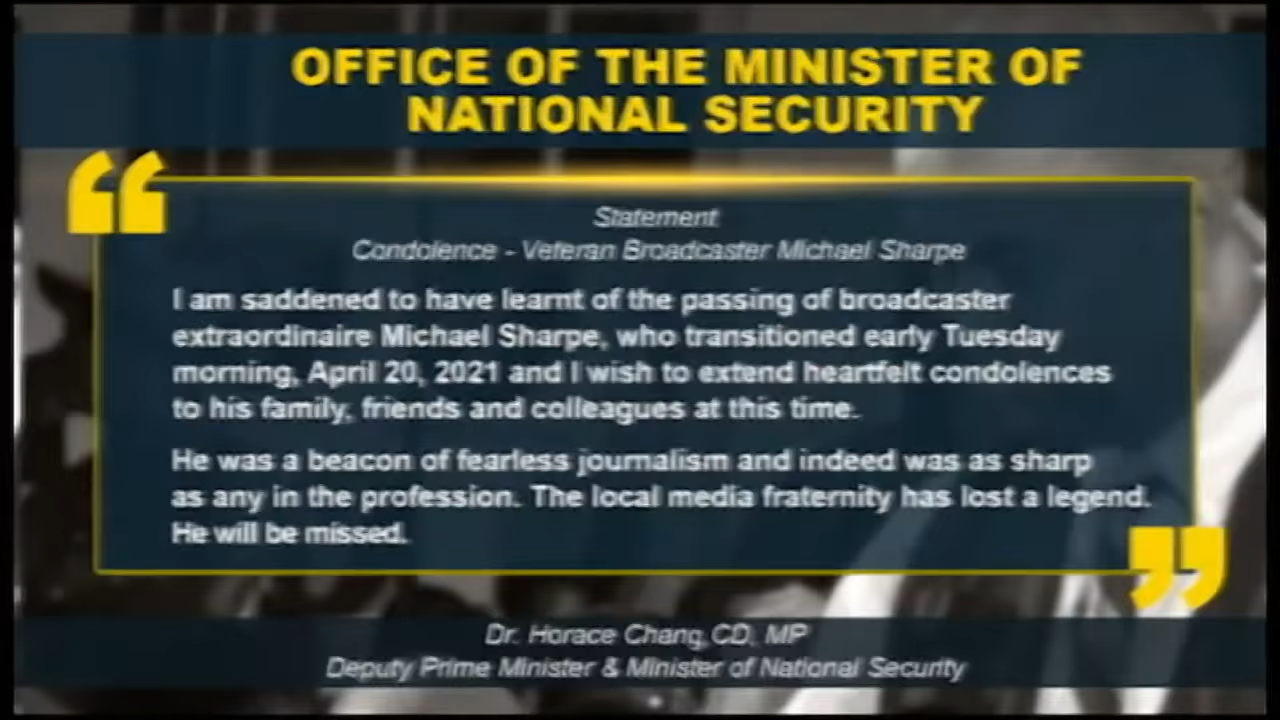 OFFICE OF THE MINISTER OF
NATIONAL SECURITY
“
Statement
Condolence - Veteran Broadcaster Michael Sharpe
I am saddened to have learnt of the passing of broadcaster
extraordinaire Michael Sharpe, who transitioned early Tuesday
morning, April 20, 2021 and I wish to extend heartfelt condolences
to his family, friends and colleagues at this time.
He was a beacon of fearless journalism and indeed was as sharp
as any in the profession. The local media fraternity has lost a legend.
He will be missed.
”
Dr. Horace Chang, CD, MP
Deputy Prime Minister & Minister of National Security